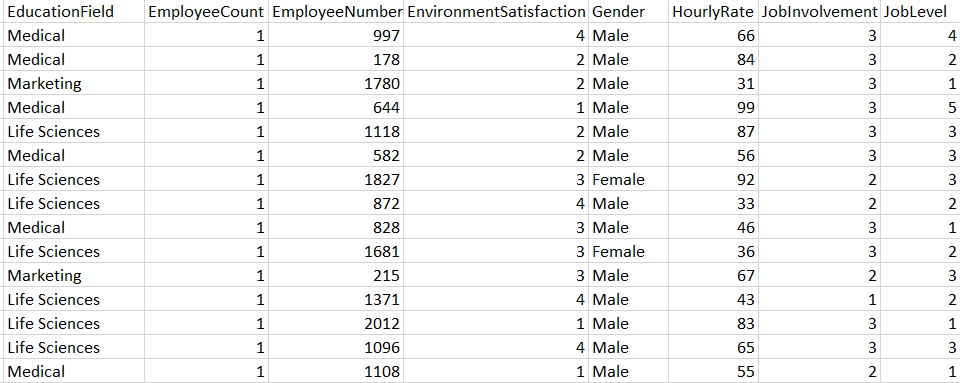 EducationField EmployeeCount EmployeeNumber EnvironmentSatisfaction Gender HourlyRate JobInvolvement JobLevel
Medical 1 997 4 Male 66 3 4
Medical 1 178 2 Male 84 3 2
Marketing 1 1780 2 Male 31 3 1
Medical 1 644 1 Male 99 3 5
Life Sciences 1 1118 2 Male 87 3 3
Medical 1 582 2 Male 56 3 3
Life Sciences 1 1827 3 Female 92 2 3
Life Sciences 1 872 4 Male 33 2 2
Medical 1 828 3 Male 46 3 1
Life Sciences 1 1681 3 Female 36 3 2
Marketing 1 215 3 Male 67 2 3
Life Sciences 1 1371 4 Male 43 1 2
Life Sciences 1 2012 1 Male 83 3 1
Life Sciences 1 1096 4 Male 65 3 3
Medical 1 1108 1 Male 55 2 1